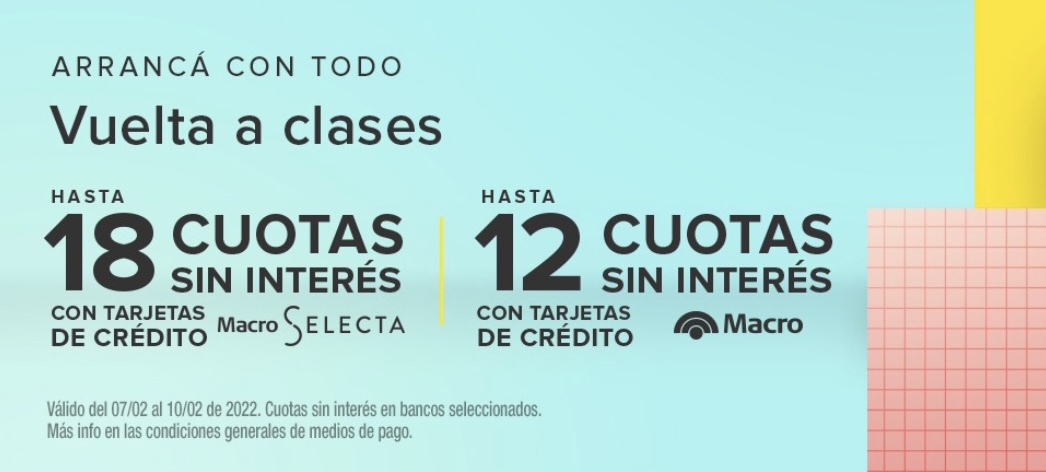 ARRANCÁ CON TODO
Vuelta a clases
HASTA
18 CUOTAS
SIN INTERÉS
CON TARJETAS
DE CRÉDITO Macro SELECTA
HASTA
12 CUOTAS
SIN INTERÉS
CON TARJETAS
DE CRÉDITO Macro
Válido del 07/02 al 10/02 de 2022. Cuotas sin interés en bancos seleccionados.
Más info en las condiciones generales de medios de pago.